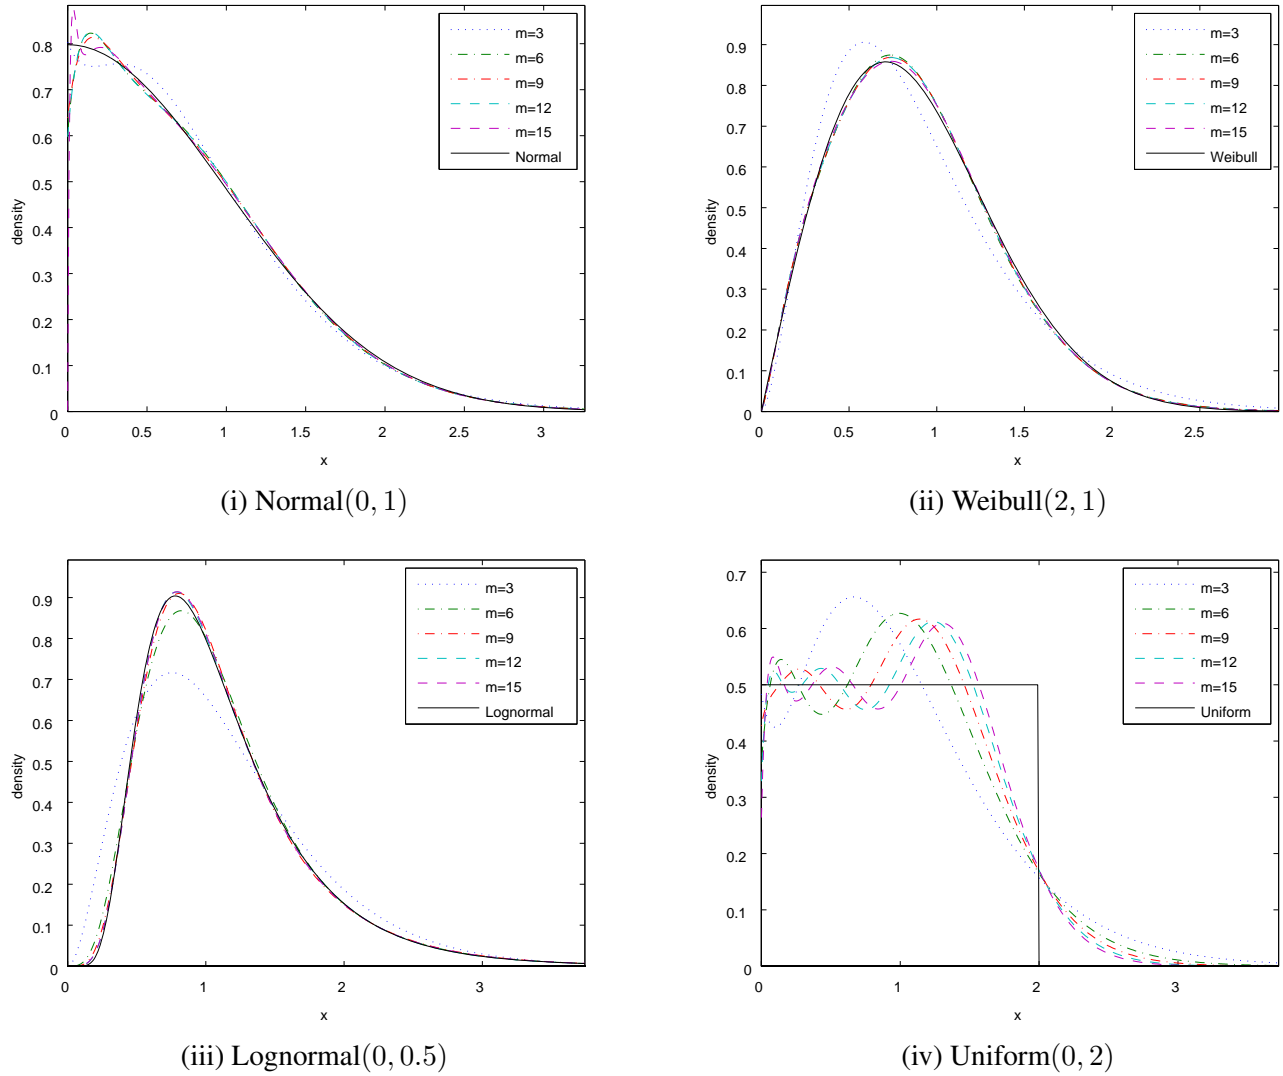 m=3
m=6
m=9
m=12
m=15
Normal
density
0
0.1
0.2
0.3
0.4
0.5
0.6
0.7
0.8
0 0.5 1 1.5 2 2.5 3
x
(i) Normal(0, 1)
m=3
m=6
m=9
m=12
m=15
Weibull
density
0
0.1
0.2
0.3
0.4
0.5
0.6
0.7
0.8
0.9
0 0.5 1 1.5 2 2.5
x
(ii) Weibull(2, 1)
m=3
m=6
m=9
m=12
m=15
Lognormal
density
0
0.1
0.2
0.3
0.4
0.5
0.6
0.7
0.8
0.9
0 1 2 3
x
(iii) Lognormal(0, 0.5)
m=3
m=6
m=9
m=12
m=15
Uniform
density
0
0.1
0.2
0.3
0.4
0.5
0.6
0.7
0 1 2 3
x
(iv) Uniform(0, 2)